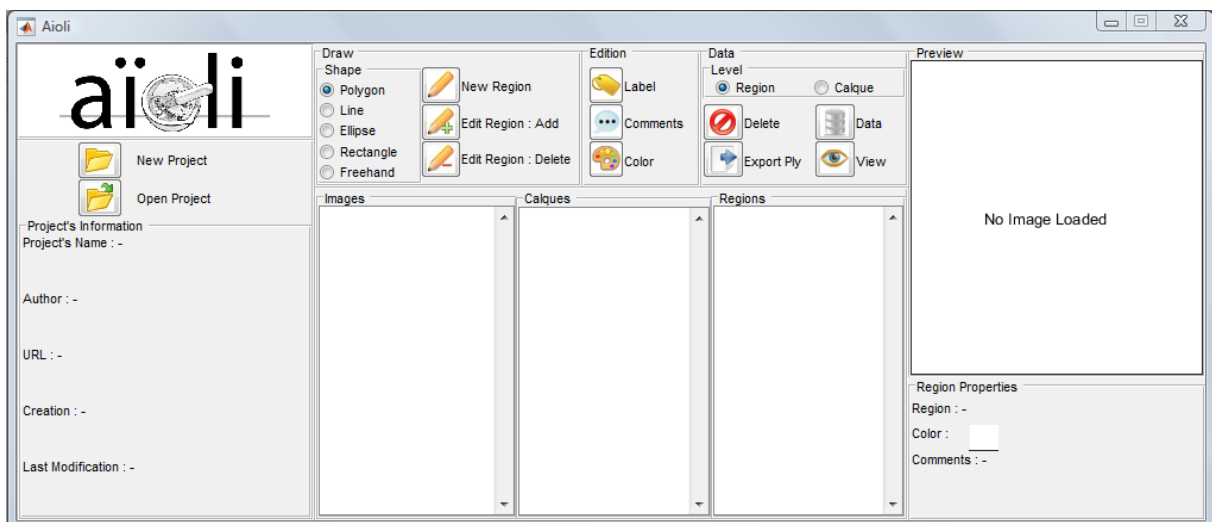 Aioli
aïoli
New Project
Open Project
Project's Information
Project's Name : -
Author : -
URL : -
Creation : -
Last Modification : -
Draw
Shape
Polygon
Line
Ellipse
Rectangle
Freehand
New Region
Edit Region : Add
Edit Region : Delete
Edition
Label
Comments
Color
Data
Level
Region
Calque
Delete
Data
Export Ply
View
Images
Calques
Regions
Preview
No Image Loaded
Region Properties
Region : -
Color :
Comments : -